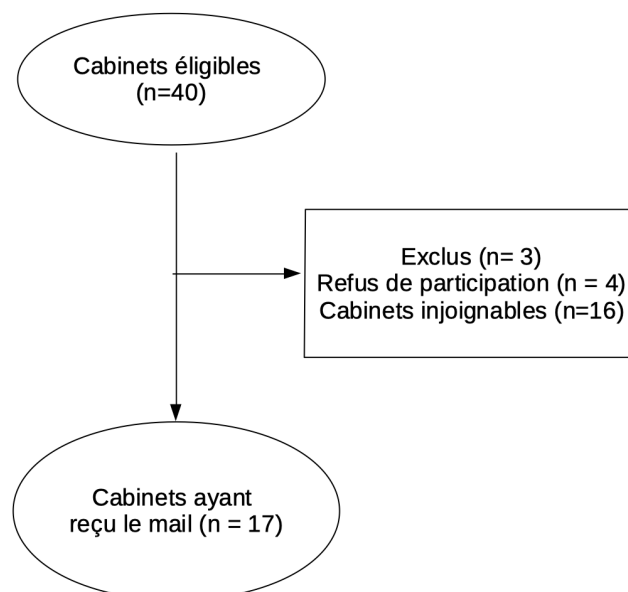 Cabinets éligibles
(n=40)
Exclus (n= 3)
Refus de participation (n = 4)
Cabinets injoignables (n=16)
Cabinets ayant
reçu le mail (n = 17)